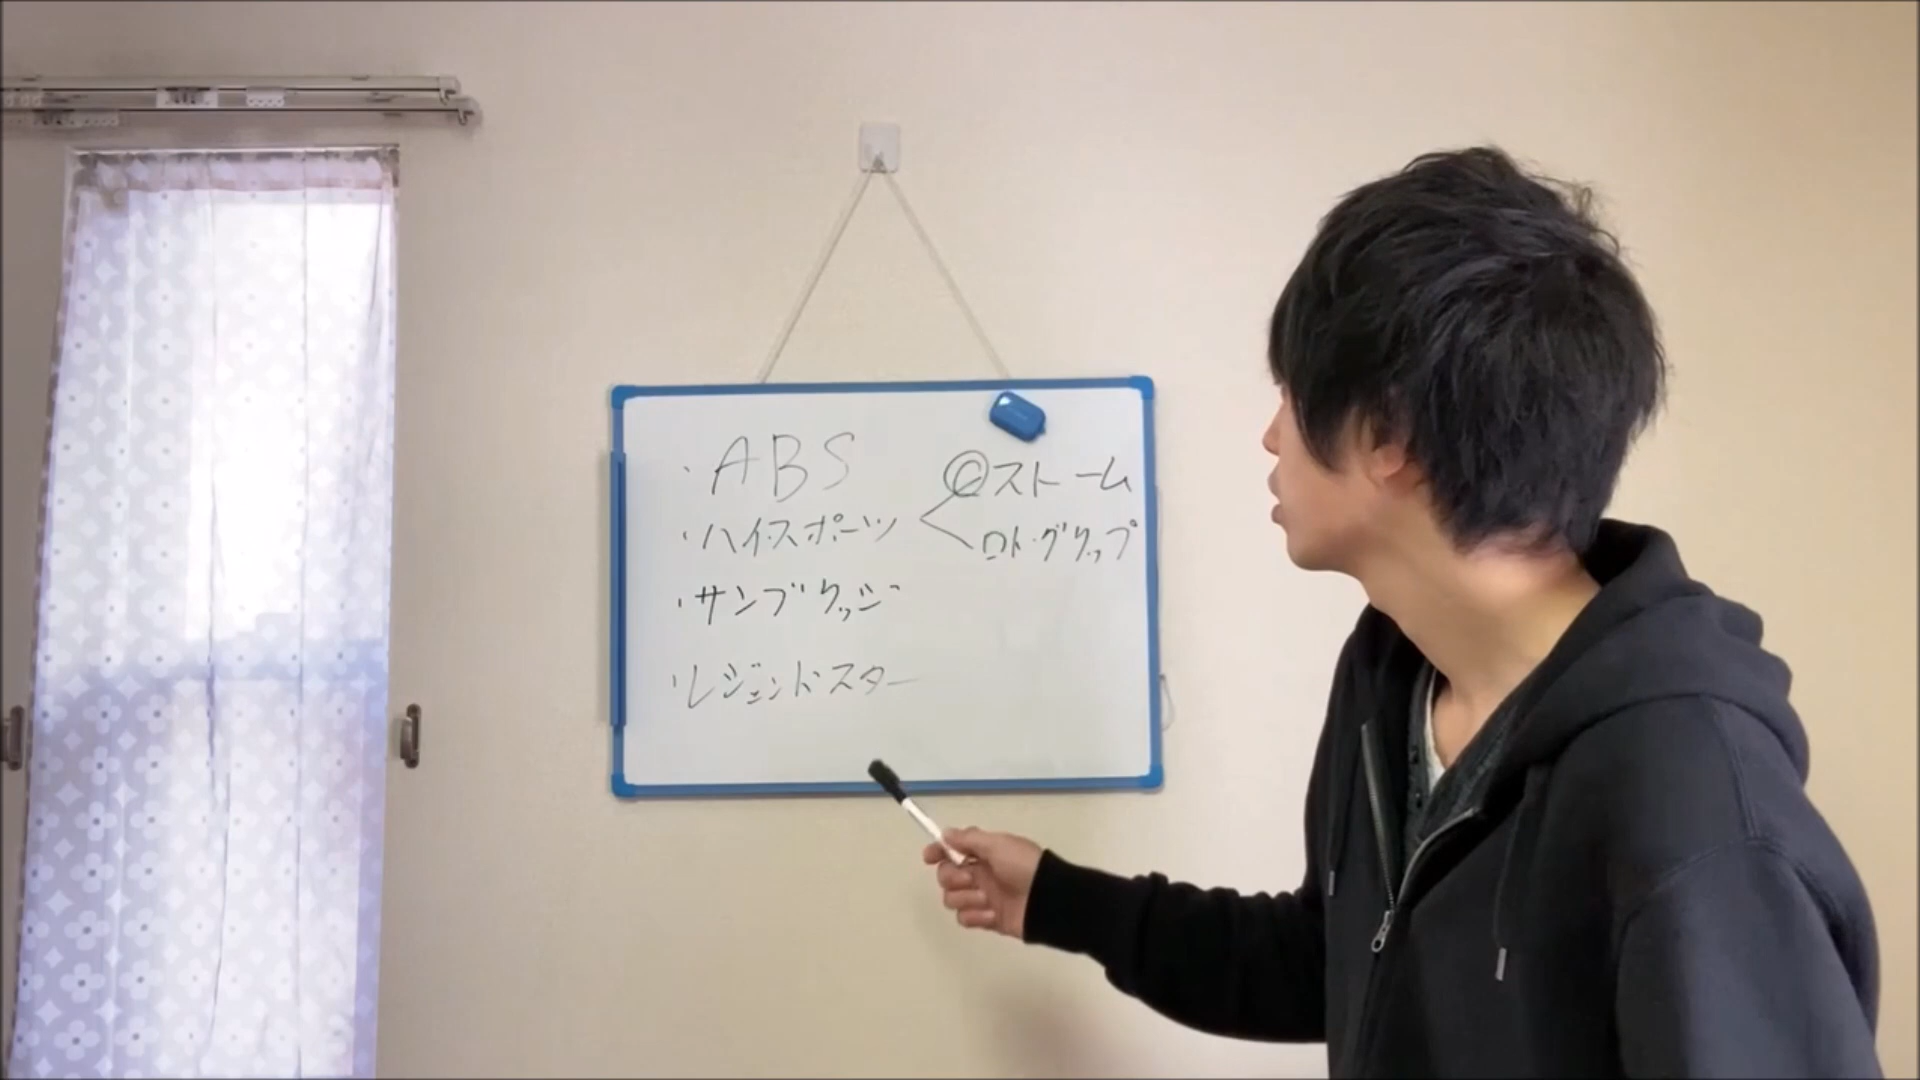 ・ABS
・ハイ・スポーツ
Ⓒストーム
ロト・グリップ
・サンブリッジ
・レジェンドスター